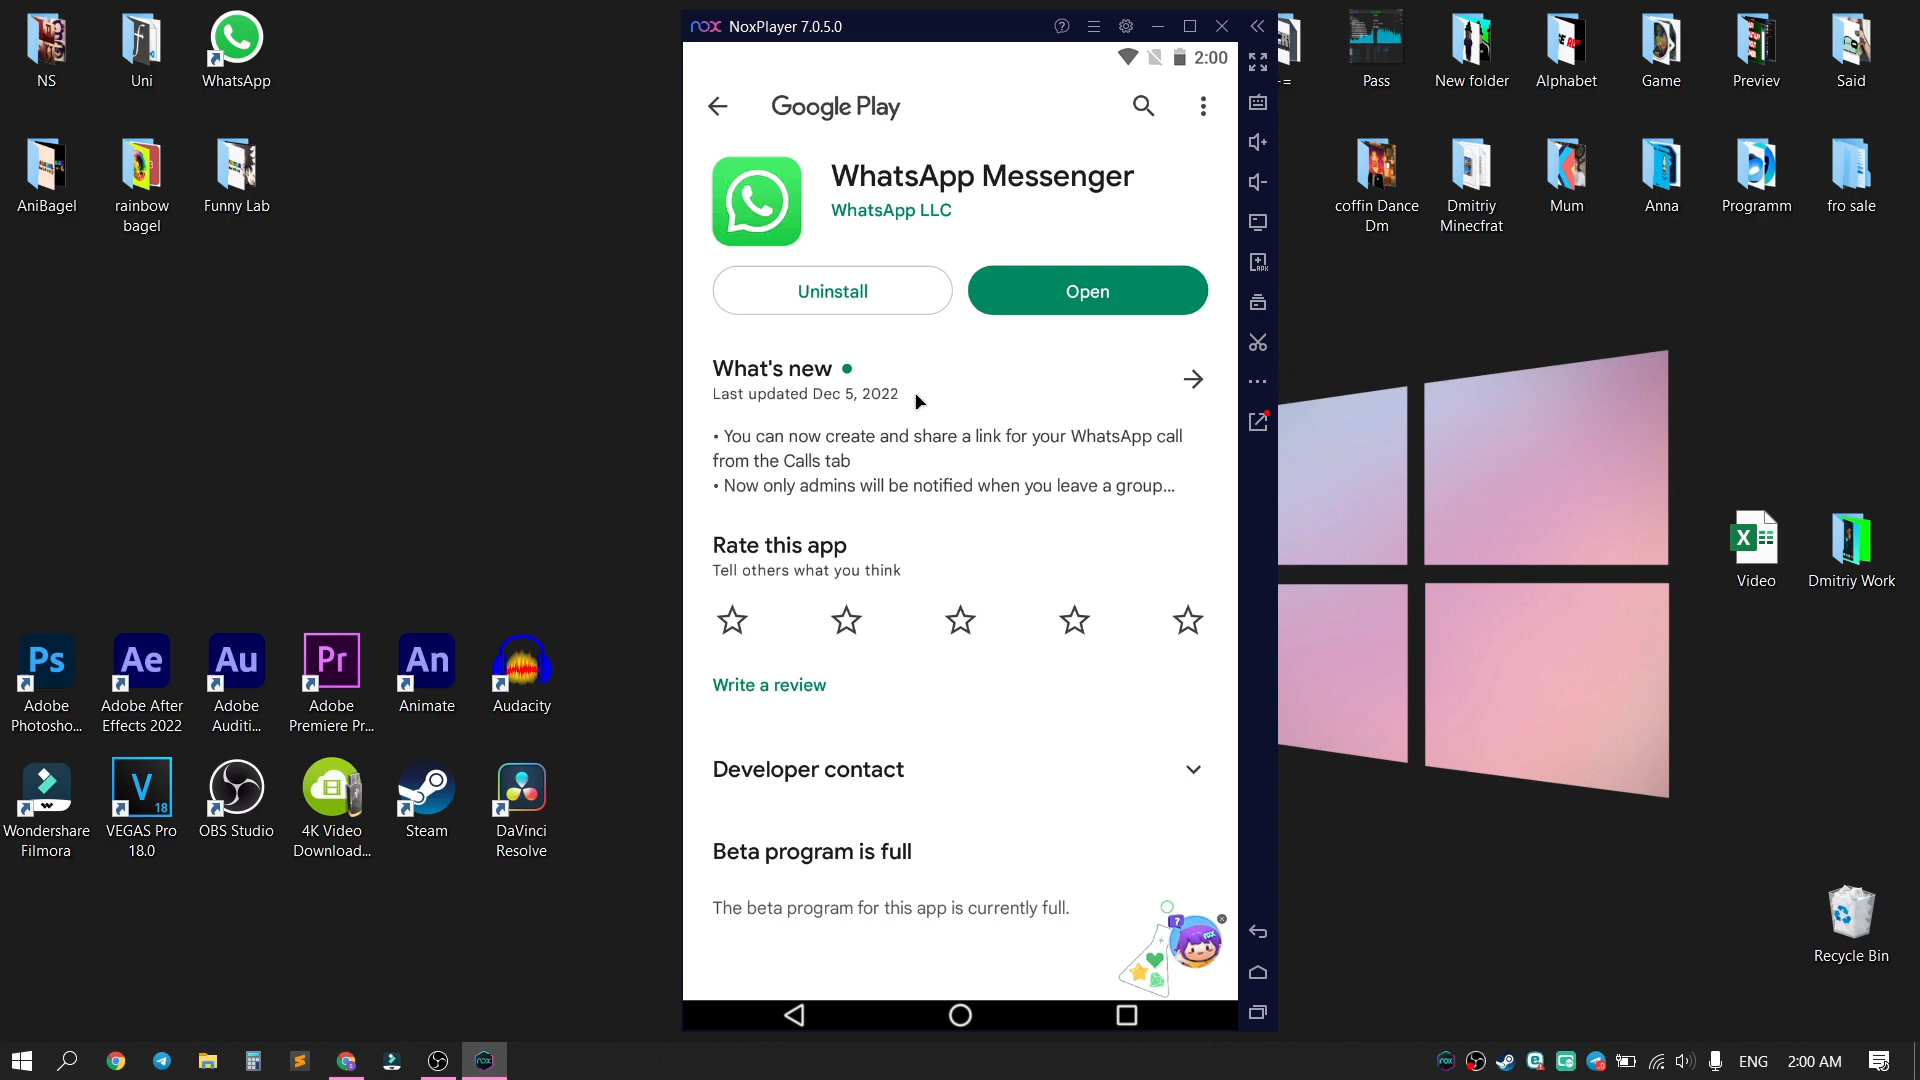 NS
Uni
WhatsApp
AniBagel
rainbow
bagel
Funny Lab
Ps
Ae
Au
Pr
An
Adobe
Photosho...
Adobe After
Effects 2022
Adobe
Auditi...
Adobe
Premiere Pr...
Animate
Audacity
V
18
Wondershare
Filmora
VEGAS Pro
18.0
OBS Studio
4K Video
Download...
Steam
DaVinci
Resolve
nox NoxPlayer 7.0.5.0
2:00
Google Play
WhatsApp Messenger
WhatsApp LLC
Uninstall
Open
What's new
Last updated Dec 5, 2022
• You can now create and share a link for your WhatsApp call
from the Calls tab
• Now only admins will be notified when you leave a group...
Rate this app
Tell others what you think
Write a review
Developer contact
Beta program is full
The beta program for this app is currently full.
-=
Pass
New folder
Alphabet
Game
Previev
Said
coffin Dance
Dm
Dmitriy
Minecfrat
Mum
Anna
Programm
fro sale
X
Video
Dmitriy Work
Recycle Bin
ENG
2:00 AM